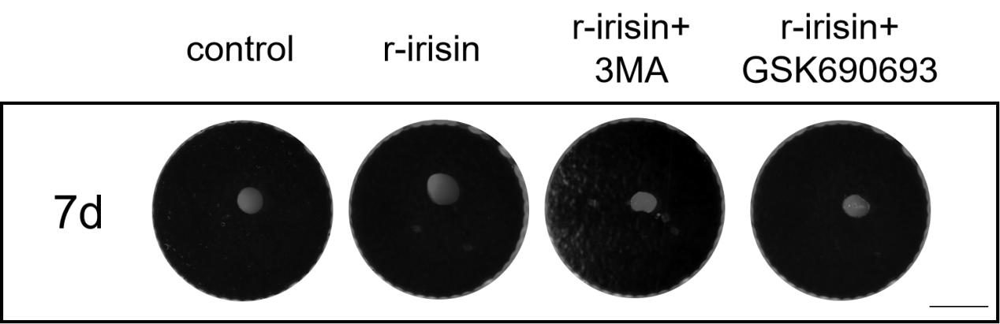 control
r-irisin
r-irisin+
3MA
r-irisin+
GSK690693
7d